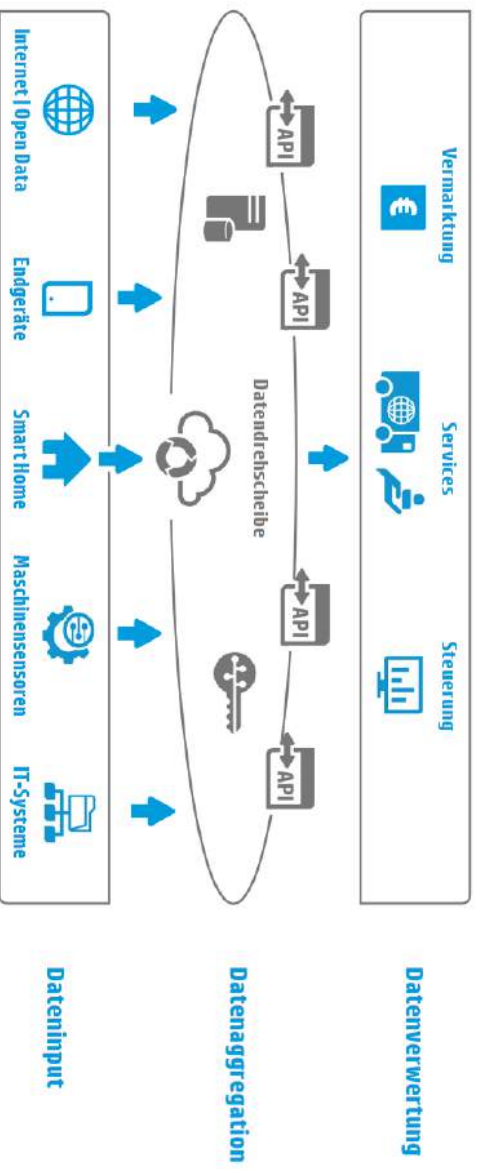 Vermarktung
Services
Steuerung
Datenverwertung
API
API
API
API
Datendrehscheibe
Datenaggregation
Internet | Open Data
Endgeräte
Smart Home
Maschinensensoren
IT-Systeme
Dateninput